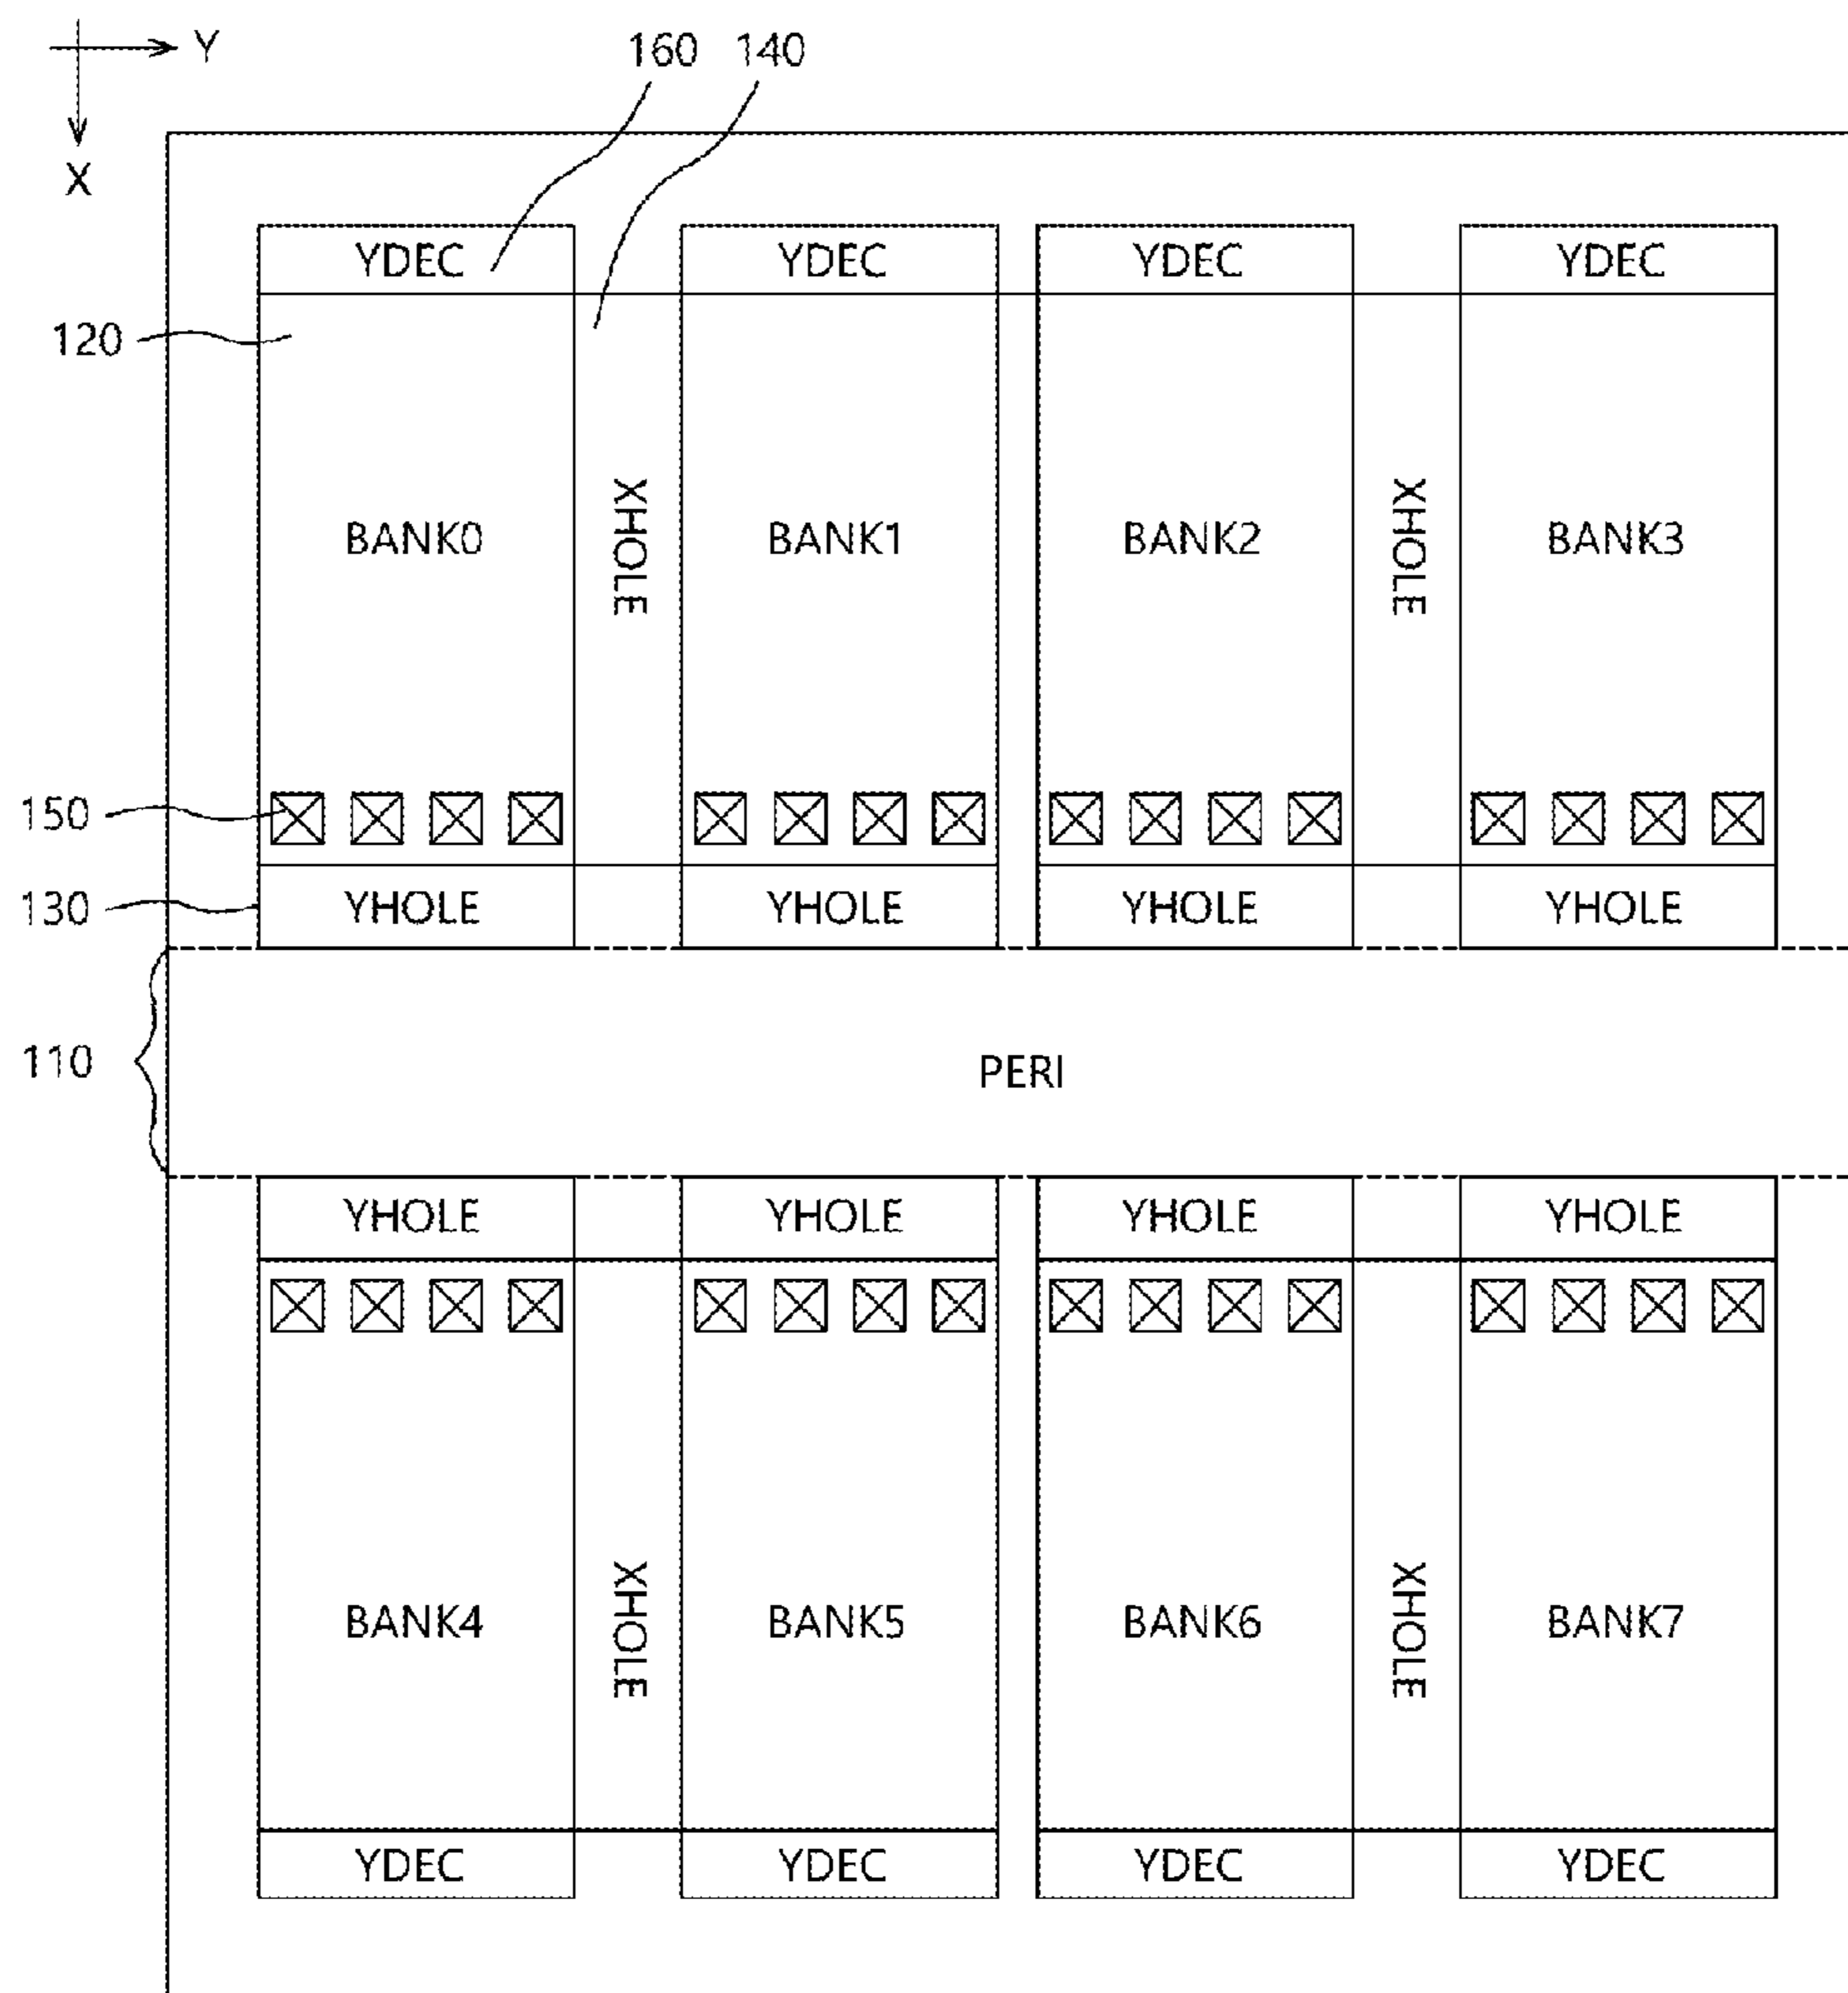 Y
X
160 140
YDEC YDEC YDEC YDEC
120
BANK0 XHOLE BANK1 BANK2 XHOLE BANK3
150
130 YHOLE YHOLE YHOLE YHOLE
110 PERI
YHOLE YHOLE YHOLE YHOLE
BANK4 XHOLE BANK5 BANK6 XHOLE BANK7
YDEC YDEC YDEC YDEC